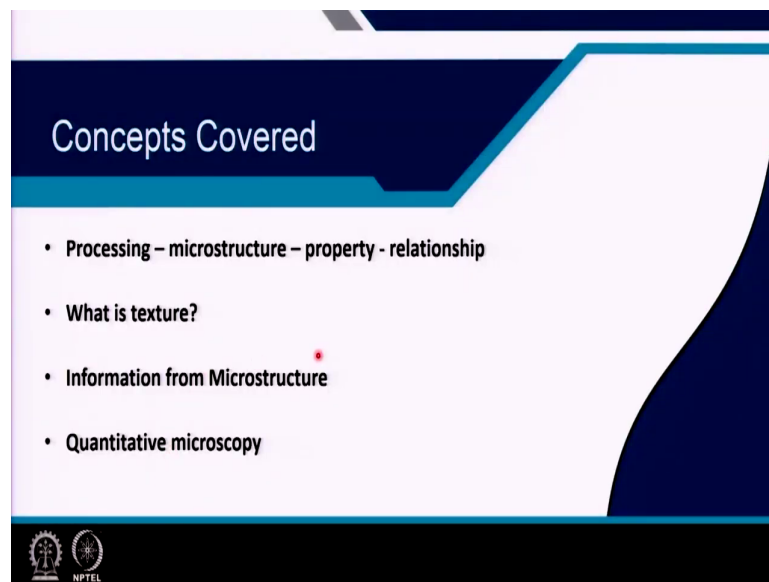 Concepts Covered
• Processing – microstructure – property - relationship
• What is texture?
• Information from Microstructure
• Quantitative microscopy
NPTEL